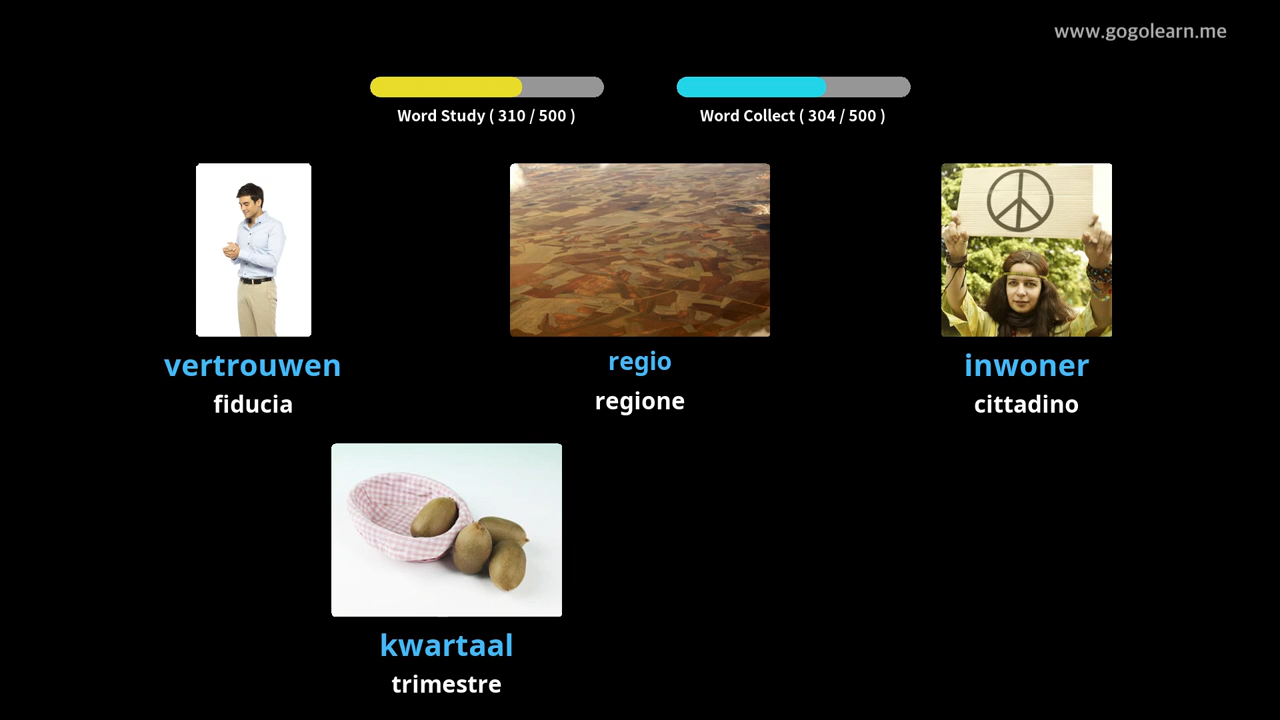 www.gogolearn.me
Word Study ( 310 / 500 )
Word Collect ( 304 / 500 )
vertrouwen
fiducia
regio
regione
inwoner
cittadino
kwartaal
trimestre